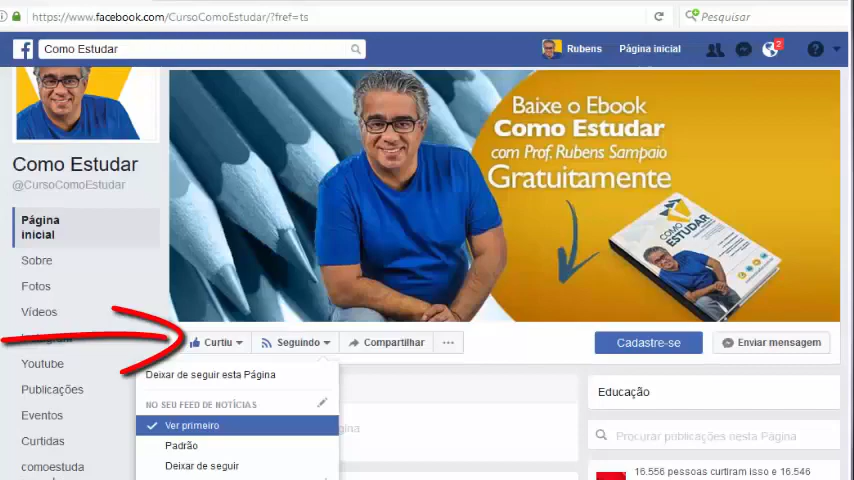 https://www.facebook.com/CursoComoEstudar/?fref=ts
Pesquisar
Como Estudar
Rubens
Página inicial
2
Baixe o Ebook
Como Estudar
com Prof. Rubens Sampaio
Gratuitamente
COMO
ESTUDAR
Como Estudar
@CursoComoEstudar
Página
inicial
Sobre
Fotos
Vídeos
Youtube
Publicações
Eventos
Curtidas
comoestuda
Curtiu
Seguindo
Compartilhar
Cadastre-se
Enviar mensagem
Deixar de seguir esta Página
NO SEU FEED DE NOTÍCIAS
Ver primeiro
Padrão
Deixar de seguir
Educação
Procurar publicações nesta Página
16.556 pessoas curtiram isso e 16.546